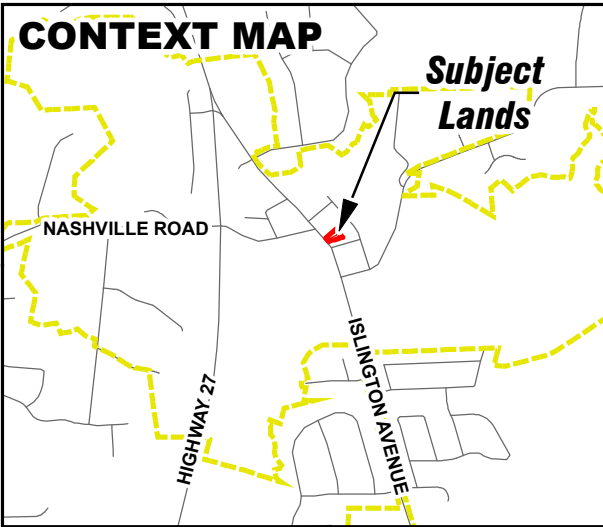 CONTEXT MAP
Subject
Lands
NASHVILLE ROAD
ISLINGTON AVENUE
HIGHWAY 27